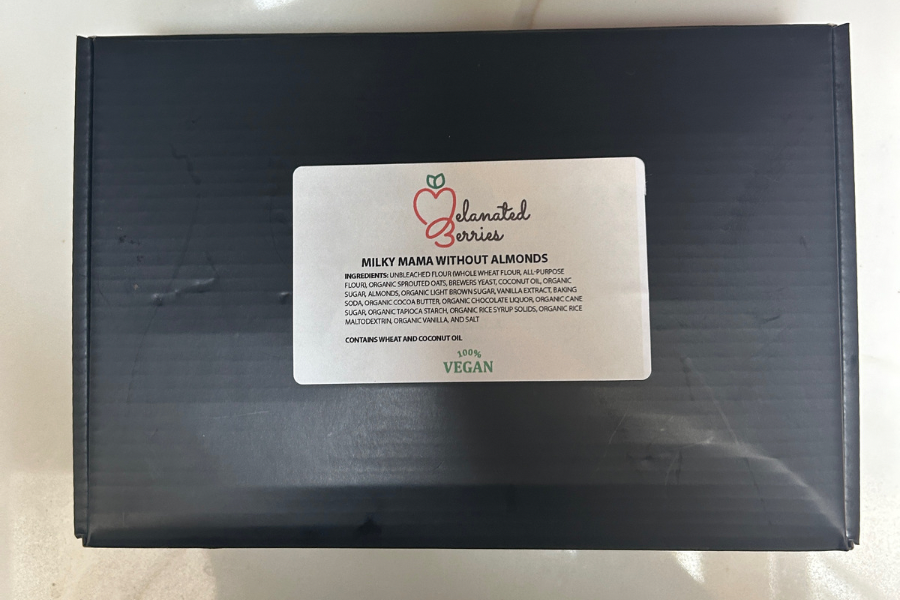 Melanated
Berries
MILKY MAMA WITHOUT ALMONDS
INGREDIENTS: UNBLEACHED FLOUR (WHOLE WHEAT FLOUR, ALL-PURPOSE
FLOUR), ORGANIC SPROUTED OATS, BREWERS YEAST, COCONUT OIL, ORGANIC
SUGAR, ALMONDS, ORGANIC LIGHT BROWN SUGAR, VANILLA EXTRACT, BAKING
SODA, ORGANIC COCOA BUTTER, ORGANIC CHOCOLATE LIQUOR, ORGANIC CANE
SUGAR, ORGANIC TAPIOCA STARCH, ORGANIC RICE SYRUP SOLIDS, ORGANIC RICE
MALTODEXTRIN, ORGANIC VANILLA, AND SALT
CONTAINS WHEAT AND COCONUT OIL
100%
VEGAN